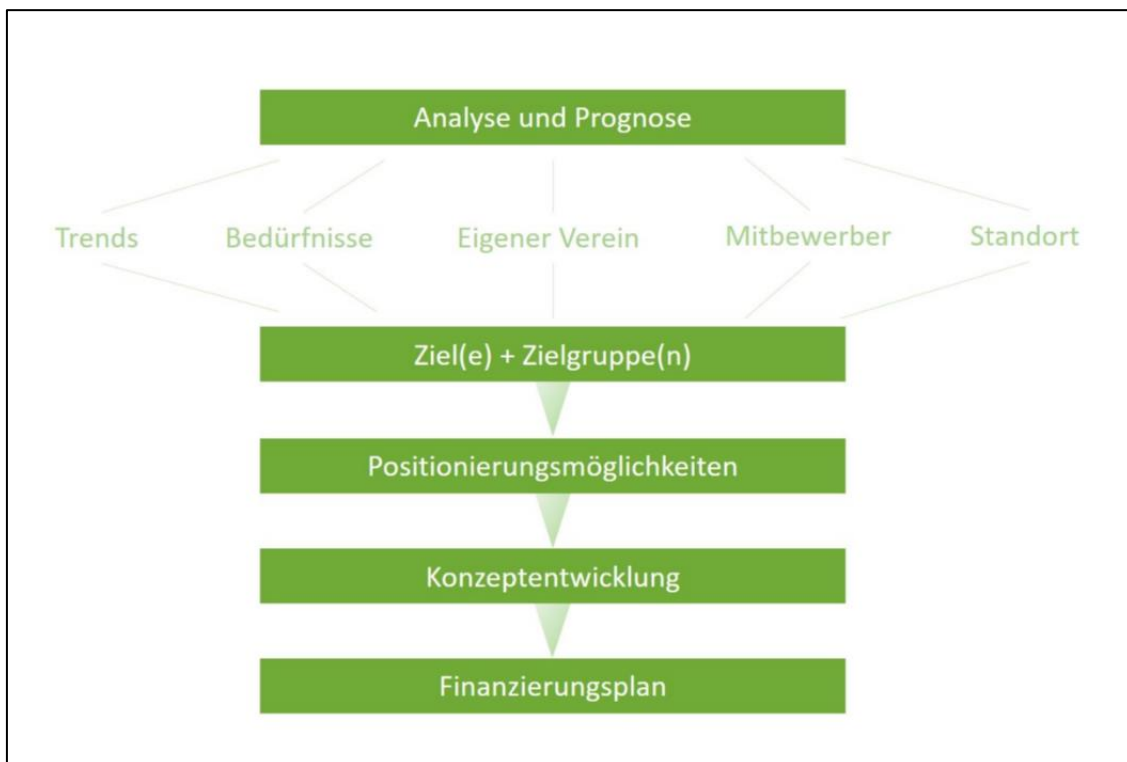 Analyse und Prognose
Trends Bedürfnisse Eigener Verein Mitbewerber Standort
Ziel(e) + Zielgruppe(n)
Positionierungsmöglichkeiten
Konzeptentwicklung
Finanzierungsplan